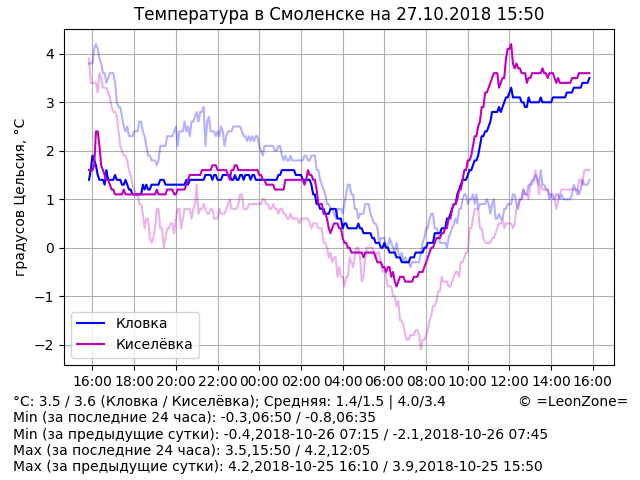 Температура в Смоленске на 27.10.2018 15:50
градусов Цельсия, °C
4
3
2
1
0
−1
−2
Кловка
Киселёвка
16:00 18:00 20:00 22:00 00:00 02:00 04:00 06:00 08:00 10:00 12:00 14:00 16:00
°C: 3.5 / 3.6 (Кловка / Киселёвка); Средняя: 1.4/1.5 | 4.0/3.4 © =LeonZone=
Min (за последние 24 часа): -0.3,06:50 / -0.8,06:35
Min (за предыдущие сутки): -0.4,2018-10-26 07:15 / -2.1,2018-10-26 07:45
Max (за последние 24 часа): 3.5,15:50 / 4.2,12:05
Max (за предыдущие сутки): 4.2,2018-10-25 16:10 / 3.9,2018-10-25 15:50